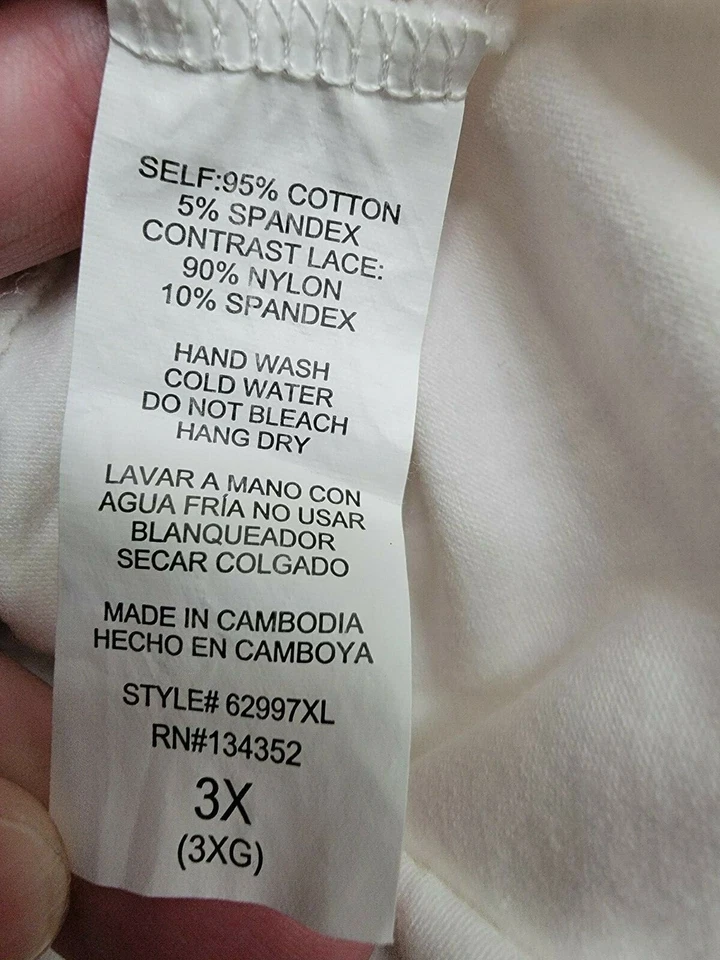 SELF:95% COTTON
5% SPANDEX
CONTRAST LACE:
90% NYLON
10% SPANDEX
HAND WASH
COLD WATER
DO NOT BLEACH
HANG DRY
LAVAR A MANO CON
AGUA FRÍA NO USAR
BLANQUEADOR
SECAR COLGADO
MADE IN CAMBODIA
HECHO EN CAMBOYA
STYLE# 62997XL
RN#134352
3X
(3XG)